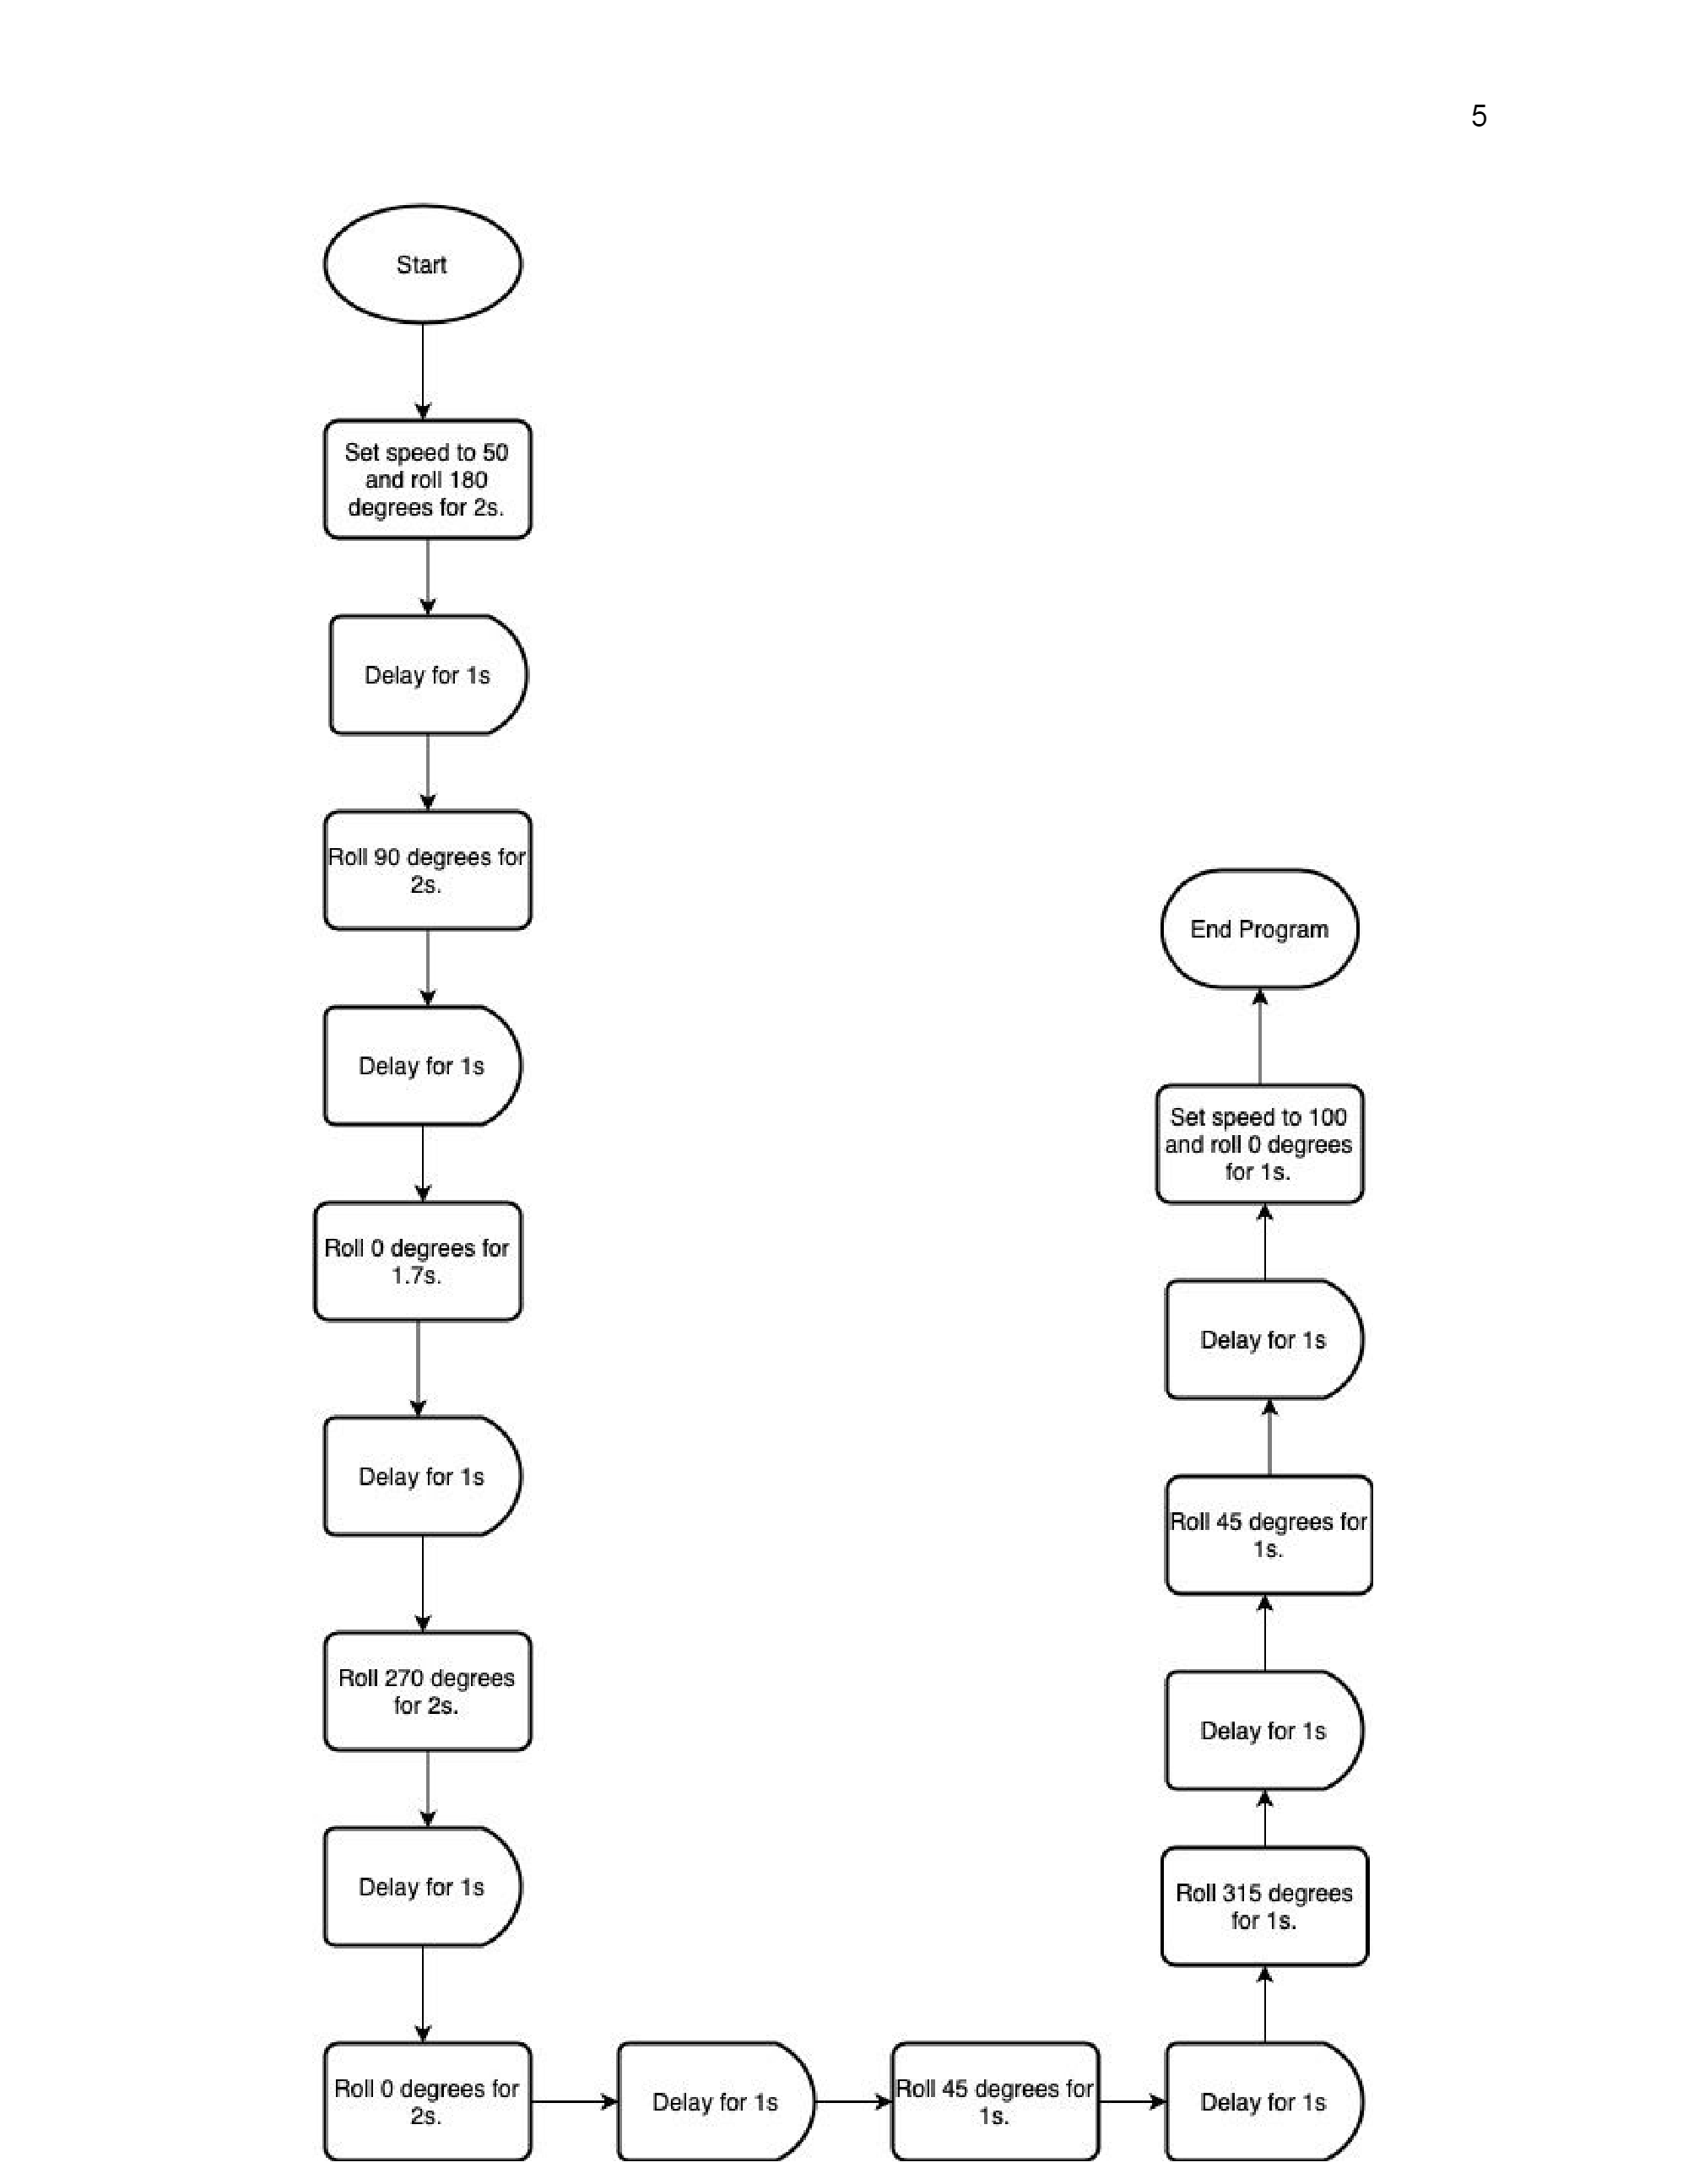 5
Start
Set speed to 50
and roll 180
degrees for 2s.
Delay for 1s
Roll 90 degrees for
2s.
Delay for 1s
Roll 0 degrees for
1.7s.
Delay for 1s
Roll 270 degrees
for 2s.
Delay for 1s
Roll 0 degrees for
2s.
Delay for 1s
Roll 45 degrees for
1s.
Delay for 1s
Roll 315 degrees
for 1s.
Delay for 1s
Roll 45 degrees for
1s.
Delay for 1s
Set speed to 100
and roll 0 degrees
for 1s.
End Program